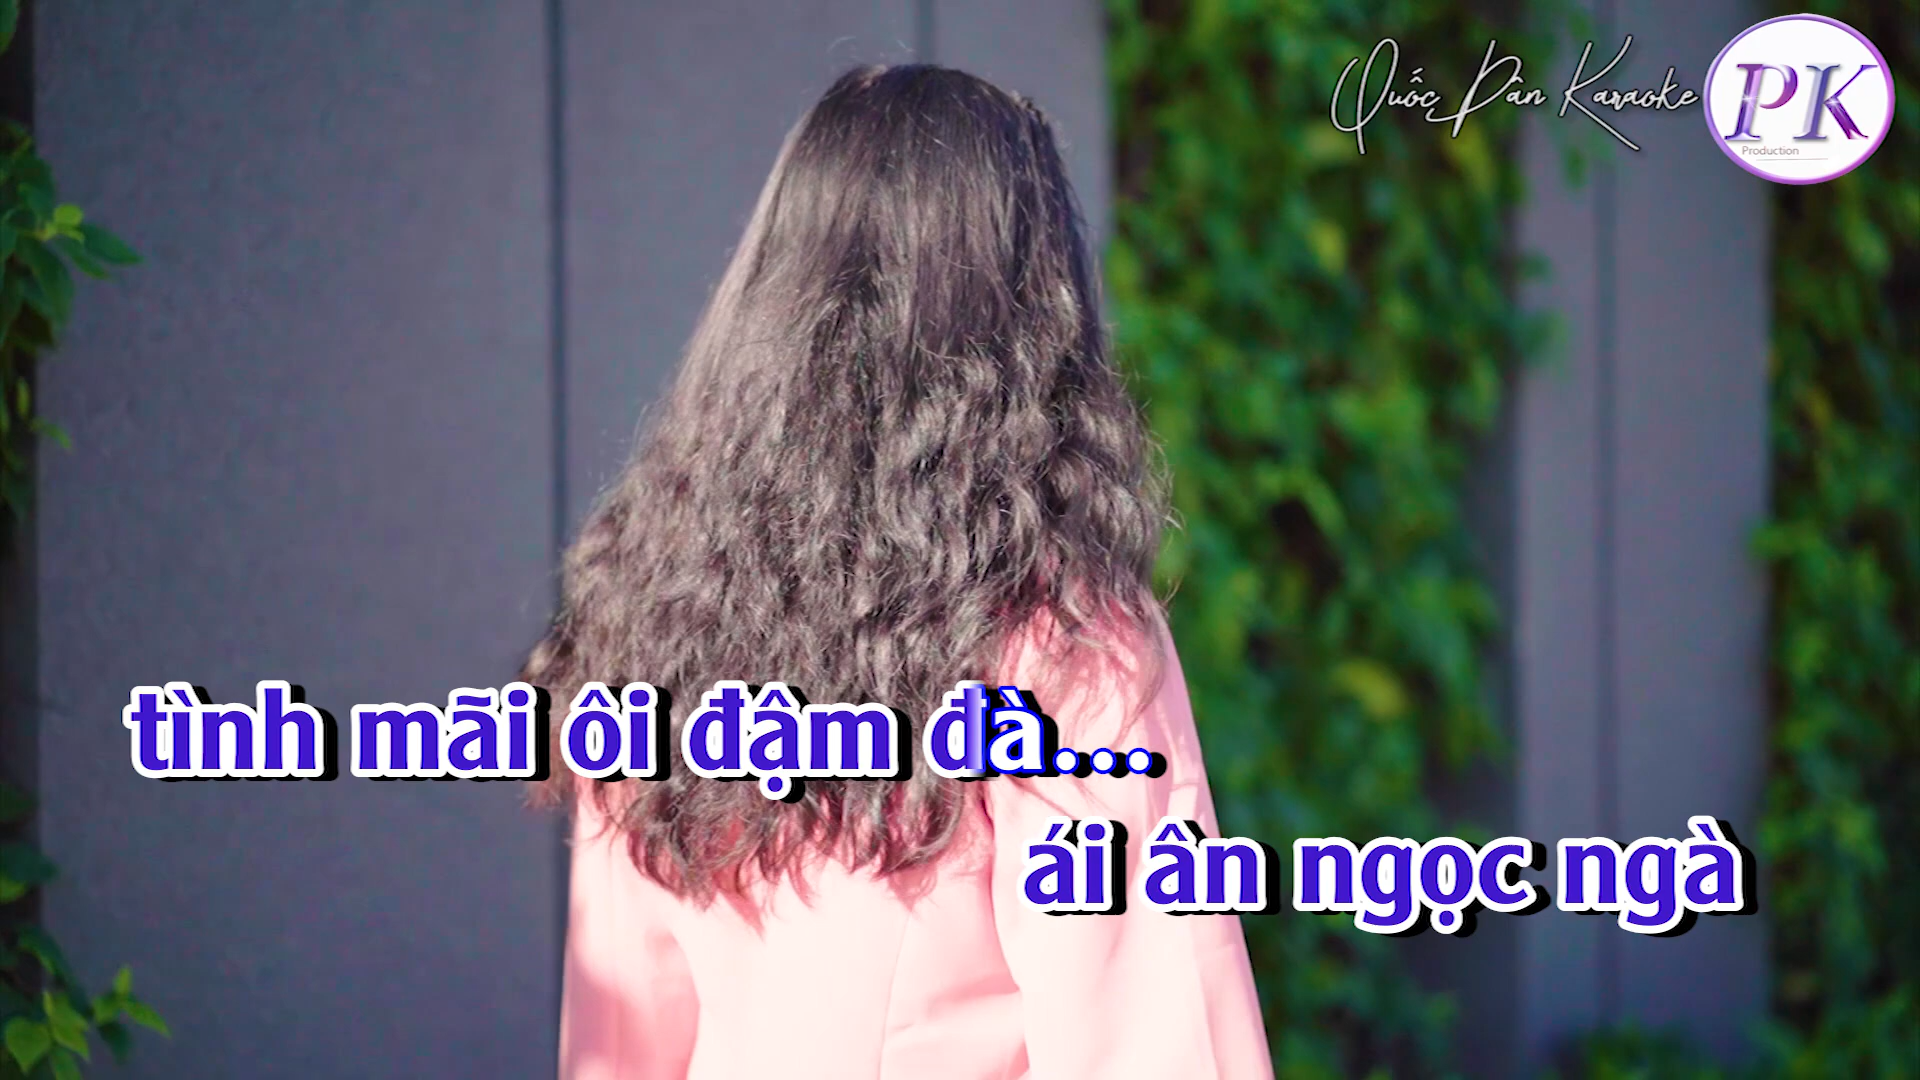 Quốc Dân Karaoke
PK
Production
tình mãi ôi đậm đà...
ái ân ngọc ngà